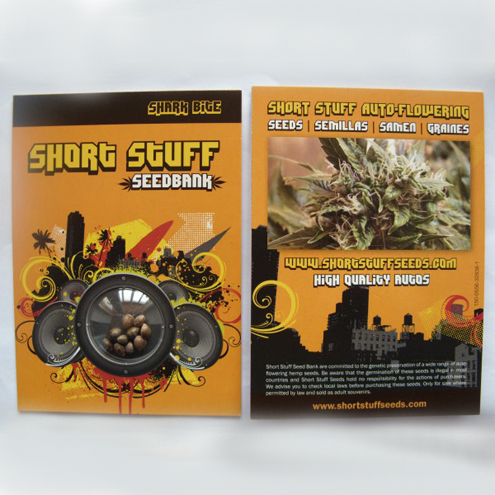 SHARK BITE
SHORT STUFF
SEEDBANK
SHORT STUFF AUTO-FLOWERING
SEEDS | SEMILLAS | SAMEN | GRAINES
WWW.SHORTSTUFFSEEDS.COM
HIGH QUALITY AUTOS
Short Stuff Seed Bank are committed to the genetic preservation of a wide range of auto
flowering hemp seeds. Be aware that the germination of these seeds is illegal in most
countries and Short Stuff Seeds hold no responsibility for the actions of purchasers.
We advise you to check local laws before purchasing these seeds. Only for sale where
permitted by law and sold as adult souvenirs.
www.shortstuffseeds.com